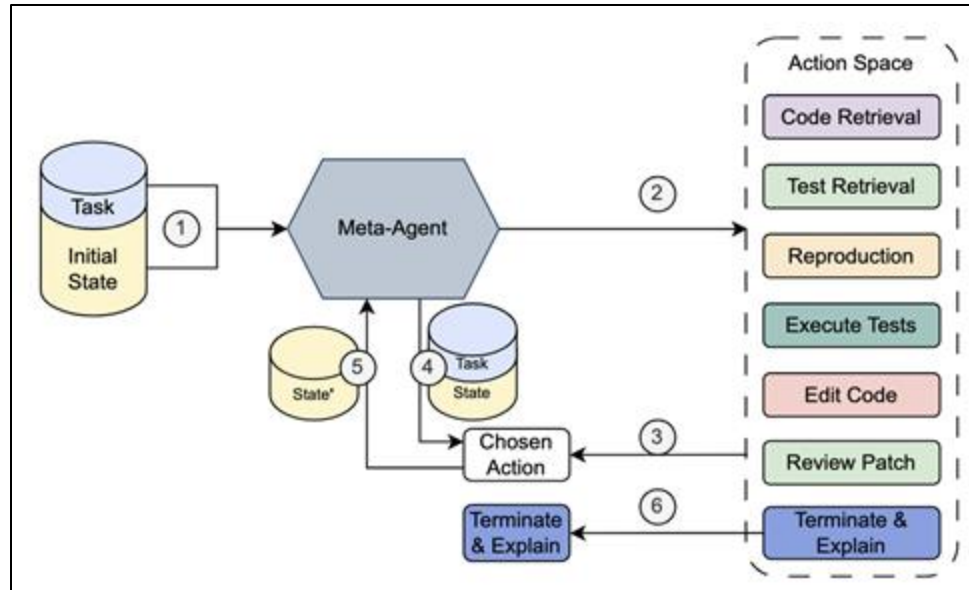 Action Space
Code Retrieval
Test Retrieval
Reproduction
Execute Tests
Edit Code
Review Patch
Terminate &
Explain
Task
Initial
State
1
Meta-Agent
2
State*
5
4
Task
State
Chosen
Action
3
Terminate
& Explain
6